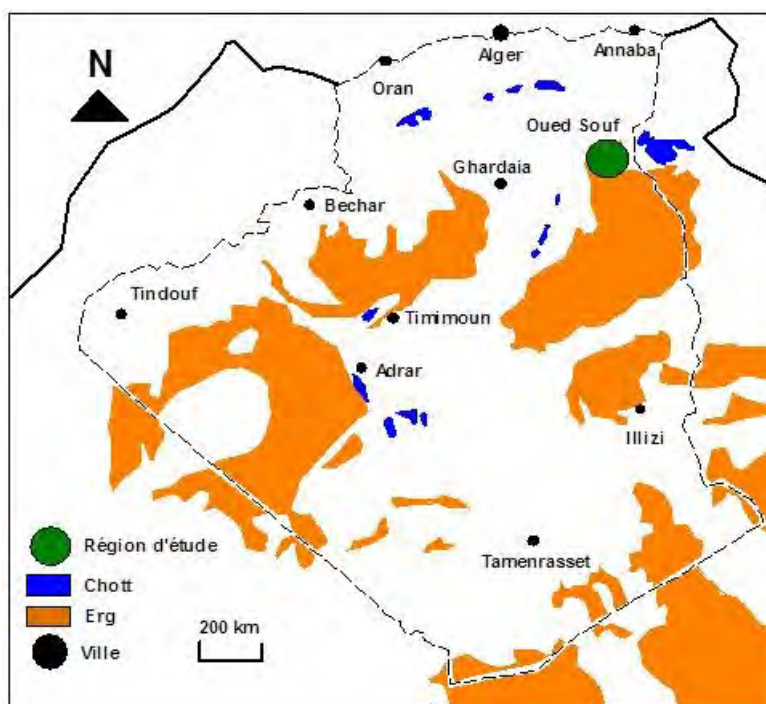 N
Alger
Annaba
Oran
Oued Souf
Ghardaia
Bechar
Tindouf
Timimoun
Adrar
Illizi
Tamenrasset
Région d'étude
Chott
Erg
Ville
200 km